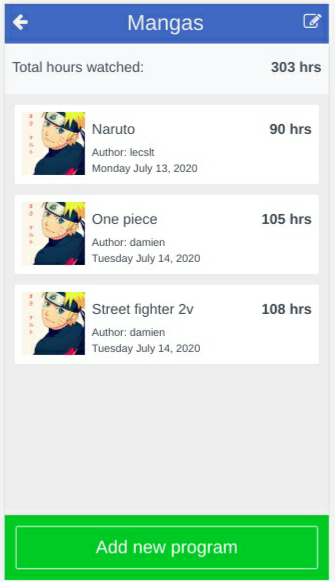 Mangas
Total hours watched: 303 hrs
Naruto 90 hrs
Author: lecslt
Monday July 13, 2020
One piece 105 hrs
Author: damien
Tuesday July 14, 2020
Street fighter 2v 108 hrs
Author: damien
Tuesday July 14, 2020
Add new program